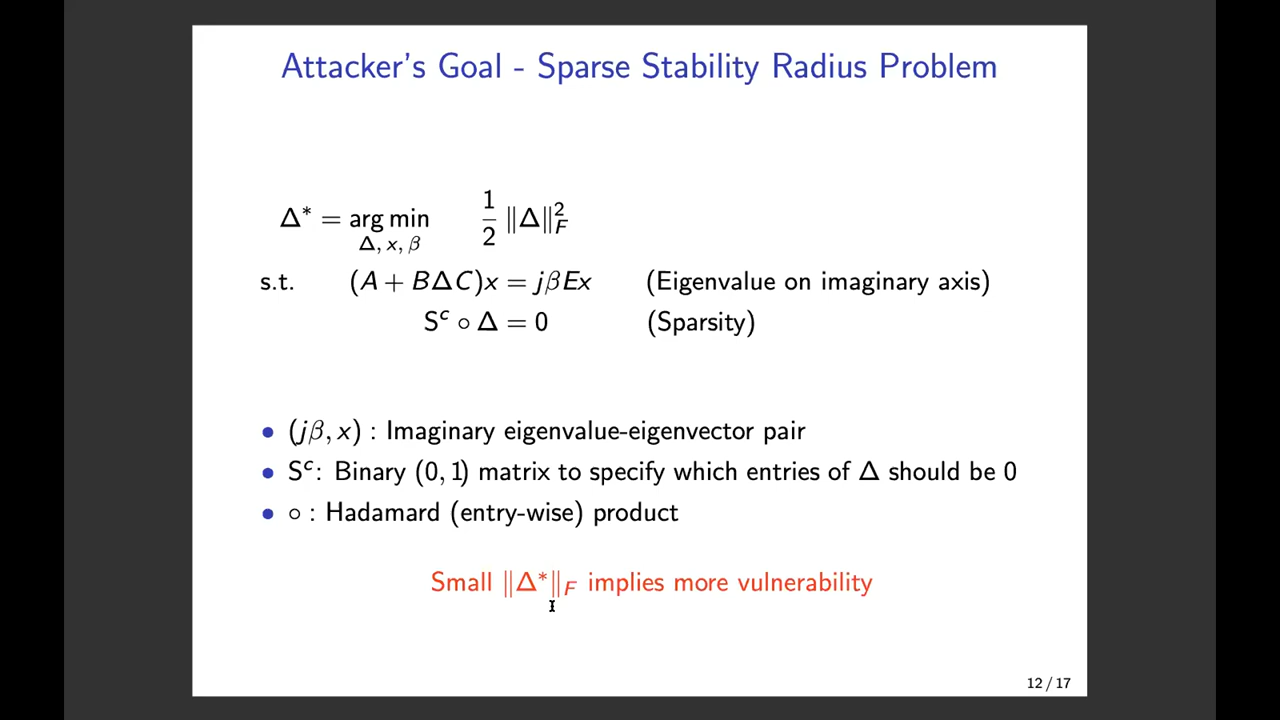 Attacker's Goal - Sparse Stability Radius Problem
Δ* = arg min 1/2 ‖Δ‖²_F
Δ, x, β
s.t. (A + BΔC)x = jβEx (Eigenvalue on imaginary axis)
Sᶜ ∘ Δ = 0 (Sparsity)
• (jβ, x) : Imaginary eigenvalue-eigenvector pair
• Sᶜ: Binary (0, 1) matrix to specify which entries of Δ should be 0
• ∘ : Hadamard (entry-wise) product
Small ‖Δ*‖_F implies more vulnerability
12 / 17